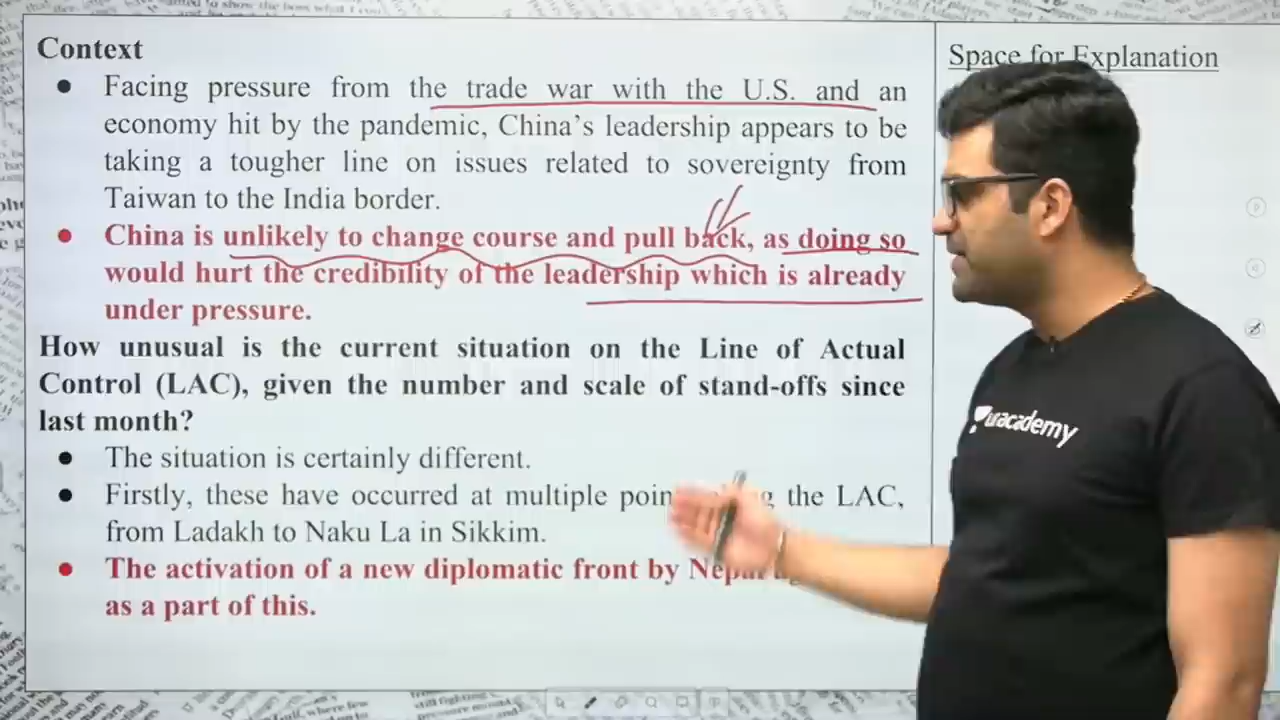 Context
Space for Explanation
● Facing pressure from the trade war with the U.S. and an
economy hit by the pandemic, China's leadership appears to be
taking a tougher line on issues related to sovereignty from
Taiwan to the India border.
● China is unlikely to change course and pull back, as doing so
would hurt the credibility of the leadership which is already
under pressure.
How unusual is the current situation on the Line of Actual
Control (LAC), given the number and scale of stand-offs since
last month?
● The situation is certainly different.
● Firstly, these have occurred at multiple the LAC,
from Ladakh to Naku La in Sikkim.
● The activation of a new diplomatic front by
as a part of this.
unacademy